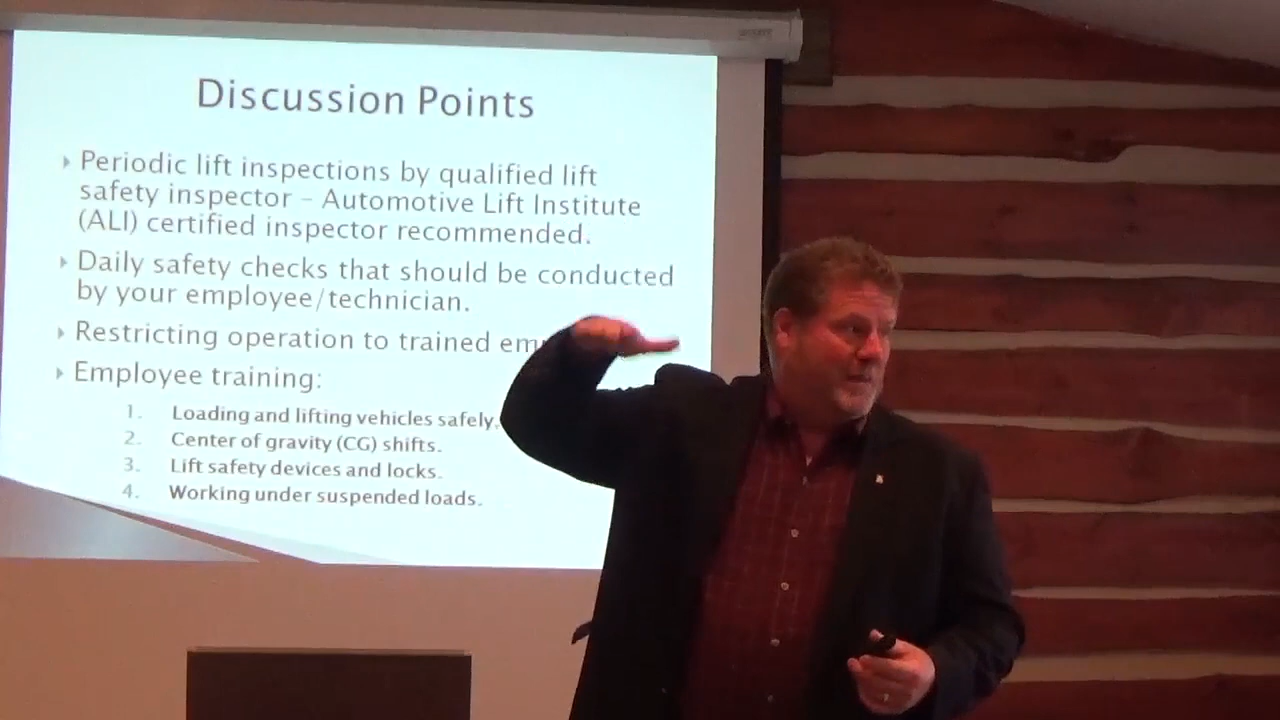 Discussion Points
Periodic lift inspections by qualified lift
safety inspector – Automotive Lift Institute
(ALI) certified inspector recommended.
Daily safety checks that should be conducted
by your employee/technician.
Restricting operation to trained em
Employee training:
1. Loading and lifting vehicles safely.
2. Center of gravity (CG) shifts.
3. Lift safety devices and locks.
4. Working under suspended loads.